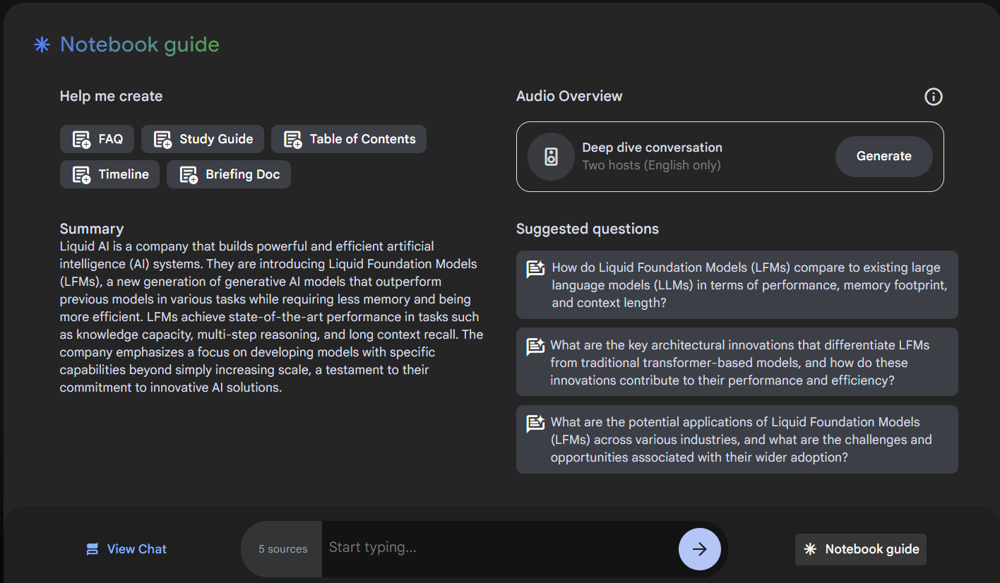 Notebook guide
Help me create
FAQ
Study Guide
Table of Contents
Timeline
Briefing Doc
Summary
Liquid AI is a company that builds powerful and efficient artificial
intelligence (AI) systems. They are introducing Liquid Foundation Models
(LFMs), a new generation of generative AI models that outperform
previous models in various tasks while requiring less memory and being
more efficient. LFMs achieve state-of-the-art performance in tasks such
as knowledge capacity, multi-step reasoning, and long context recall. The
company emphasizes a focus on developing models with specific
capabilities beyond simply increasing scale, a testament to their
commitment to innovative AI solutions.
Audio Overview
Deep dive conversation
Two hosts (English only)
Generate
Suggested questions
How do Liquid Foundation Models (LFMs) compare to existing large
language models (LLMs) in terms of performance, memory footprint,
and context length?
What are the key architectural innovations that differentiate LFMs
from traditional transformer-based models, and how do these
innovations contribute to their performance and efficiency?
What are the potential applications of Liquid Foundation Models
(LFMs) across various industries, and what are the challenges and
opportunities associated with their wider adoption?
View Chat
5 sources
Start typing...
Notebook guide